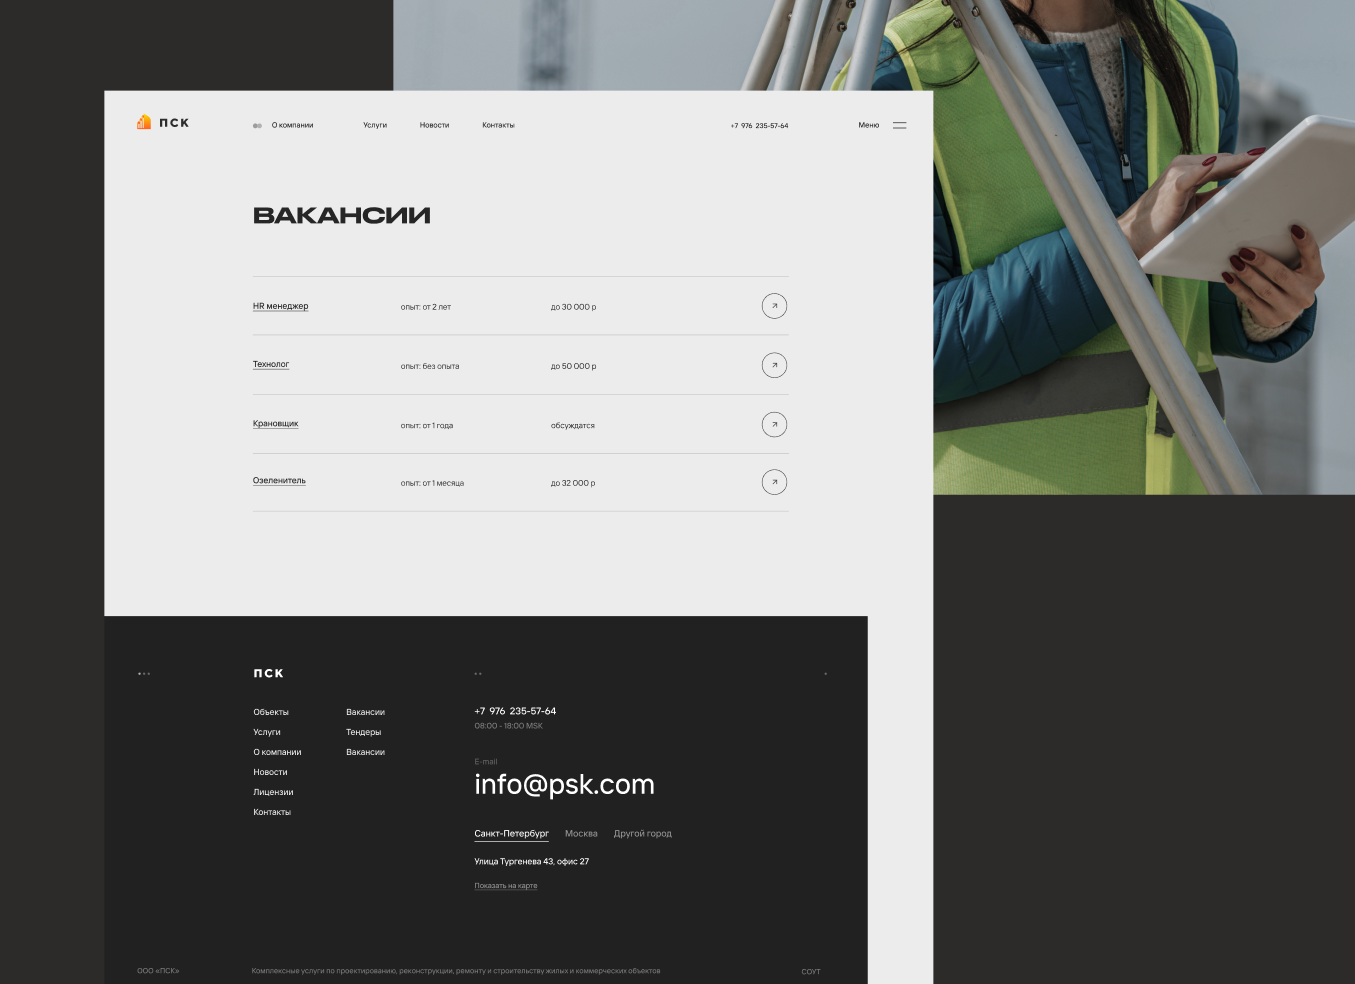 ПСК
О компании Услуги Новости Контакты +7 976 235-57-64 Меню
ВАКАНСИИ
HR менеджер опыт: от 2 лет до 30 000 р
Технолог опыт: без опыта до 50 000 р
Крановщик опыт: от 1 года обсуждатся
Озеленитель опыт: от 1 месяца до 32 000 р
ПСК
Объекты Вакансии
Услуги Тендеры
О компании Вакансии
Новости
Лицензии
Контакты
+7 976 235-57-64
08:00 - 18:00 MSK
E-mail
info@psk.com
Санкт-Петербург Москва Другой город
Улица Тургенева 43, офис 27
Показать на карте
ООО «ПСК» Комплексные услуги по проектированию, реконструкции, ремонту и строительству жилых и коммерческих объектов СОУТ